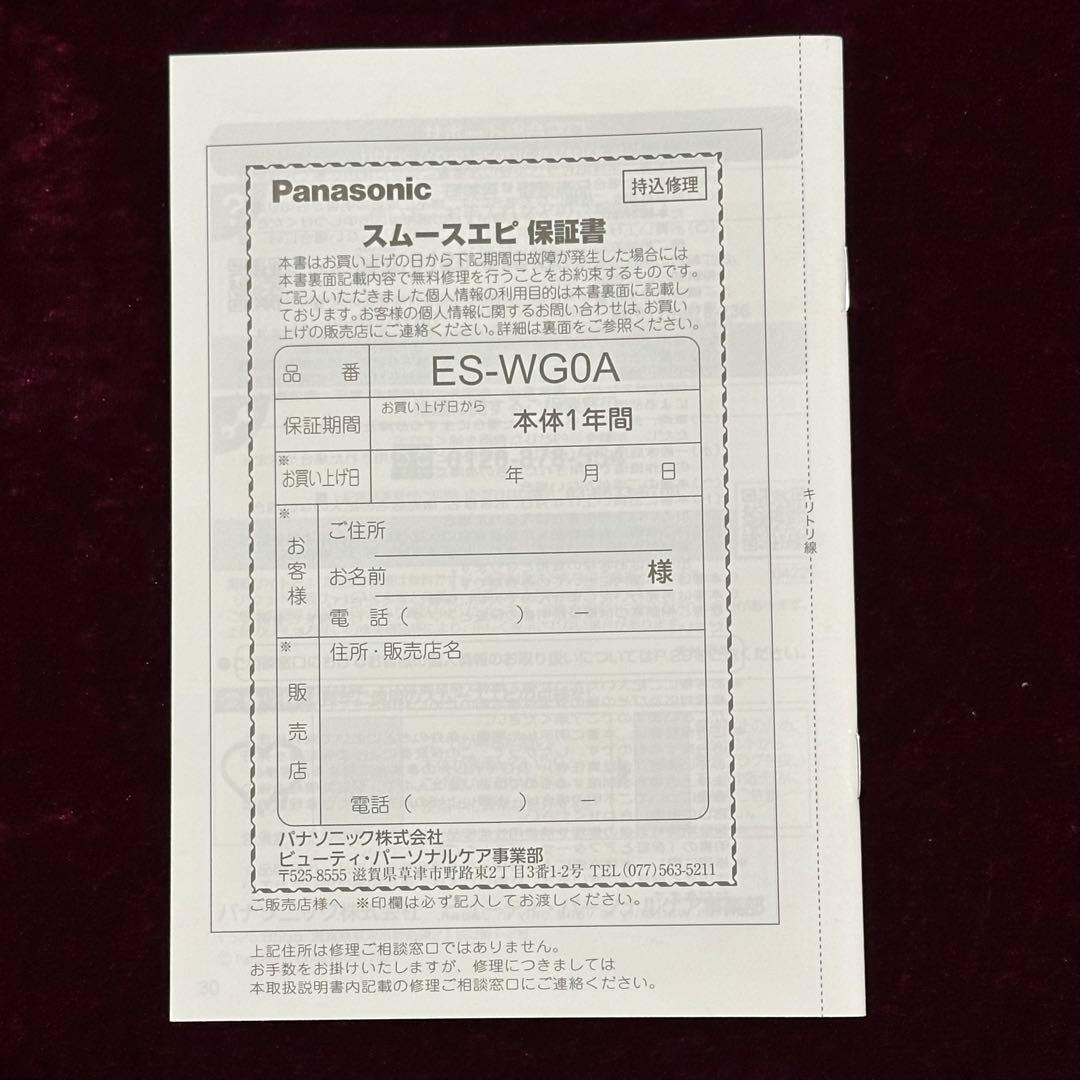 Panasonic
持込修理
スムースエピ 保証書
本書はお買い上げの日から下記期間中故障が発生した場合には
本書裏面記載内容で無料修理を行うことをお約束するものです。
ご記入いただきました個人情報の利用目的は本書裏面に記載し
ております。お客様の個人情報に関するお問い合わせは、お買い
上げの販売店にご連絡ください。詳細は裏面をご参照ください。
品 番 ES-WG0A
保証期間 お買い上げ日から 本体1年間
※お買い上げ日 年 月 日
※お客様
ご住所
お名前 様
電 話 ( ) ー
※販売店
住所・販売店名
電話 ( ) ー
パナソニック株式会社
ビューティ・パーソナルケア事業部
〒525-8555 滋賀県草津市野路東2丁目3番1-2号 TEL(077)563-5211
ご販売店様へ ※印欄は必ず記入してお渡しください。
上記住所は修理ご相談窓口ではありません。
お手数をお掛けいたしますが、修理につきましては
本取扱説明書内記載の修理ご相談窓口にご連絡ください。
キリトリ線
30